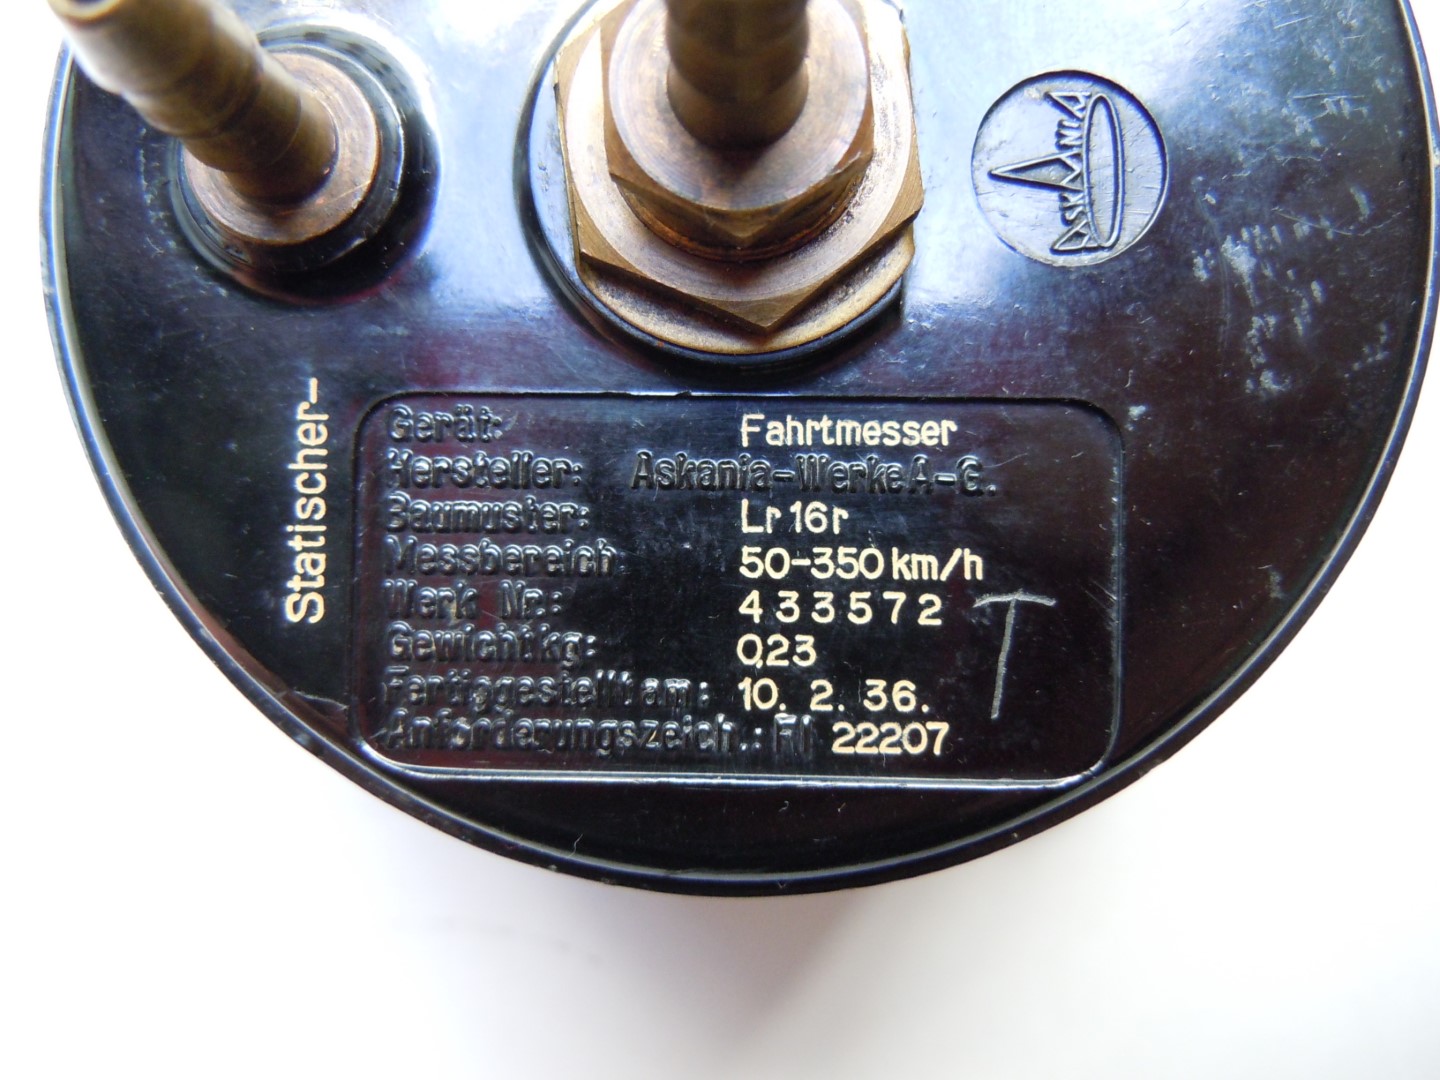 ASKANIA
Statischer-
Gerät: Fahrtmesser
Hersteller: Askania-Werke A-G.
Baumuster: Lr 16r
Messbereich 50-350 km/h
Werk Nr.: 433572
Gewicht kg: 0,23
Fertiggestellt am: 10. 2. 36.
Anforderungszeich.: Fl 22207
T